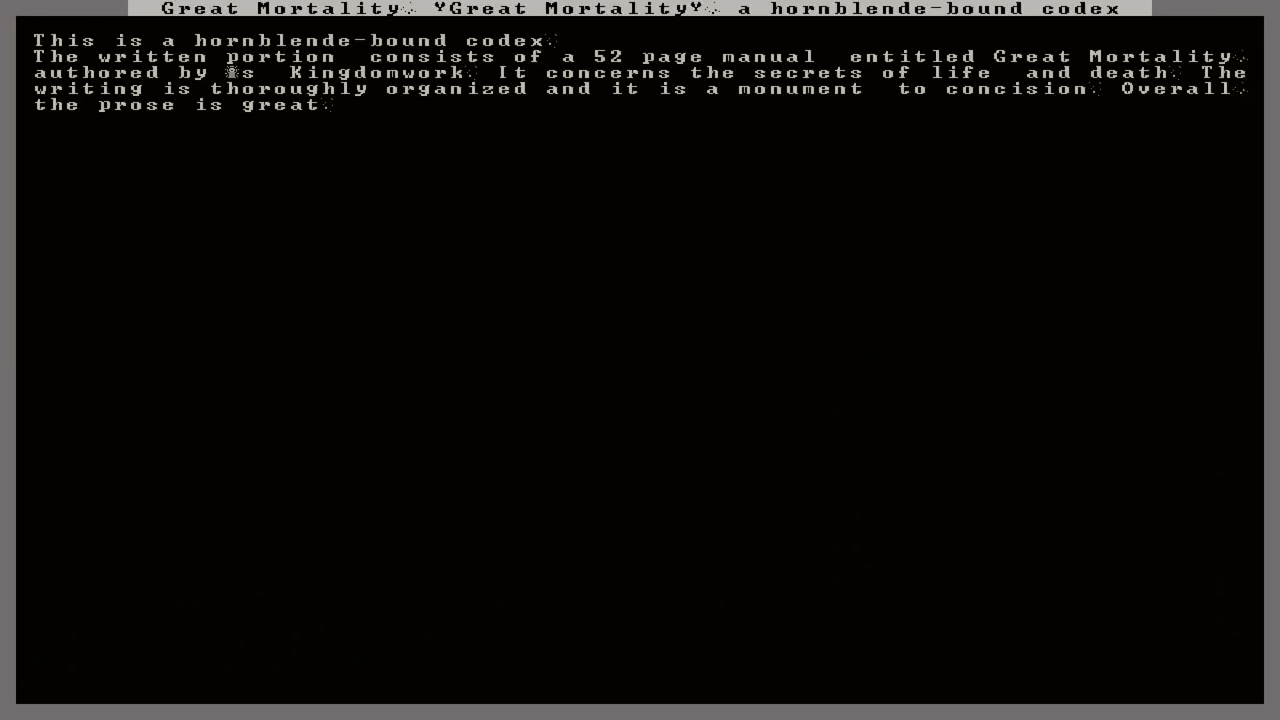 Great Mortality, "Great Mortality", a hornblende-bound codex
This is a hornblende-bound codex.
The written portion consists of a 52 page manual entitled Great Mortality,
authored by Kingdomwork. It concerns the secrets of life and death. The
writing is thoroughly organized and it is a monument to concision. Overall,
the prose is great.